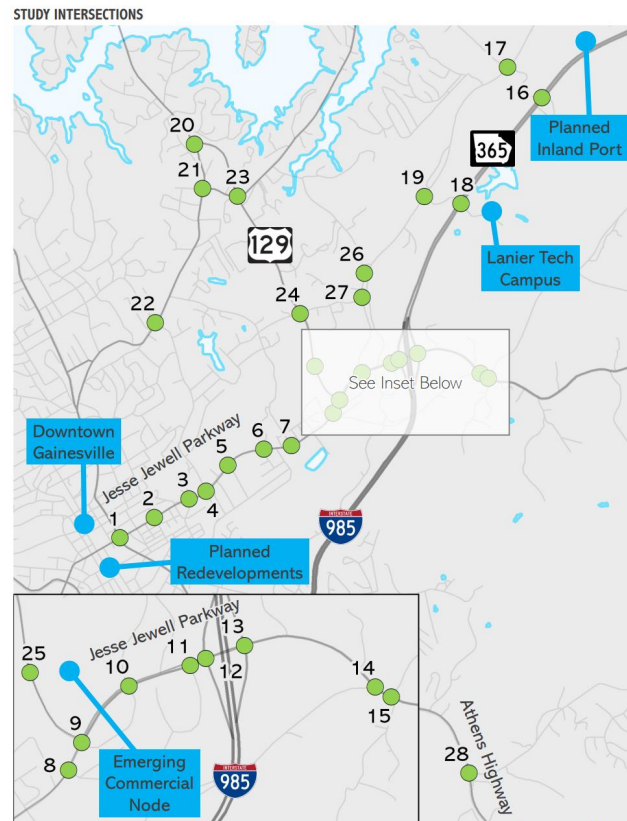 STUDY INTERSECTIONS
17
16
Planned
Inland Port
20
365
21
23
19
18
129
Lanier Tech
Campus
26
27
24
22
See Inset Below
Downtown
Gainesville
Jesse Jewell Parkway
7
6
5
3
4
2
1
INTERSTATE
985
Planned
Redevelopments
Jesse Jewell Parkway
13
11
12
25
10
14
15
9
8
Emerging
Commercial
Node
INTERSTATE
985
Athens Highway
28